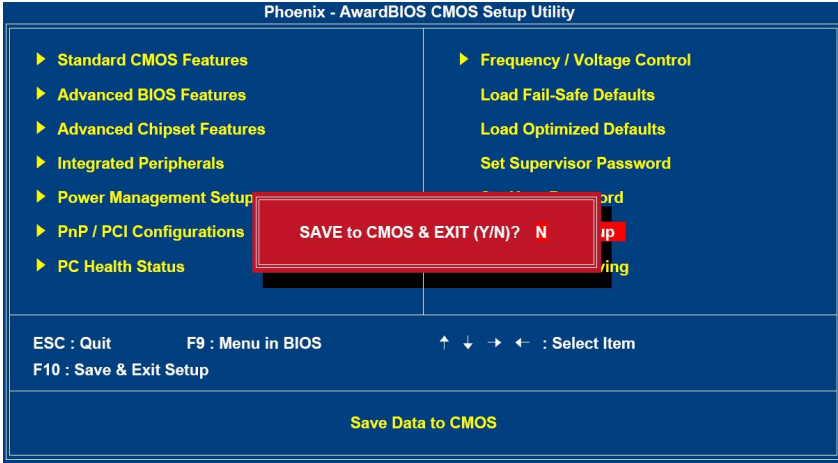 Phoenix - AwardBIOS CMOS Setup Utility
Standard CMOS Features
Advanced BIOS Features
Advanced Chipset Features
Integrated Peripherals
Power Management Setup
PnP / PCI Configurations
PC Health Status
Frequency / Voltage Control
Load Fail-Safe Defaults
Load Optimized Defaults
Set Supervisor Password
SAVE to CMOS & EXIT (Y/N)? N
ESC : Quit F9 : Menu in BIOS ↑ ↓ → ← : Select Item
F10 : Save & Exit Setup
Save Data to CMOS